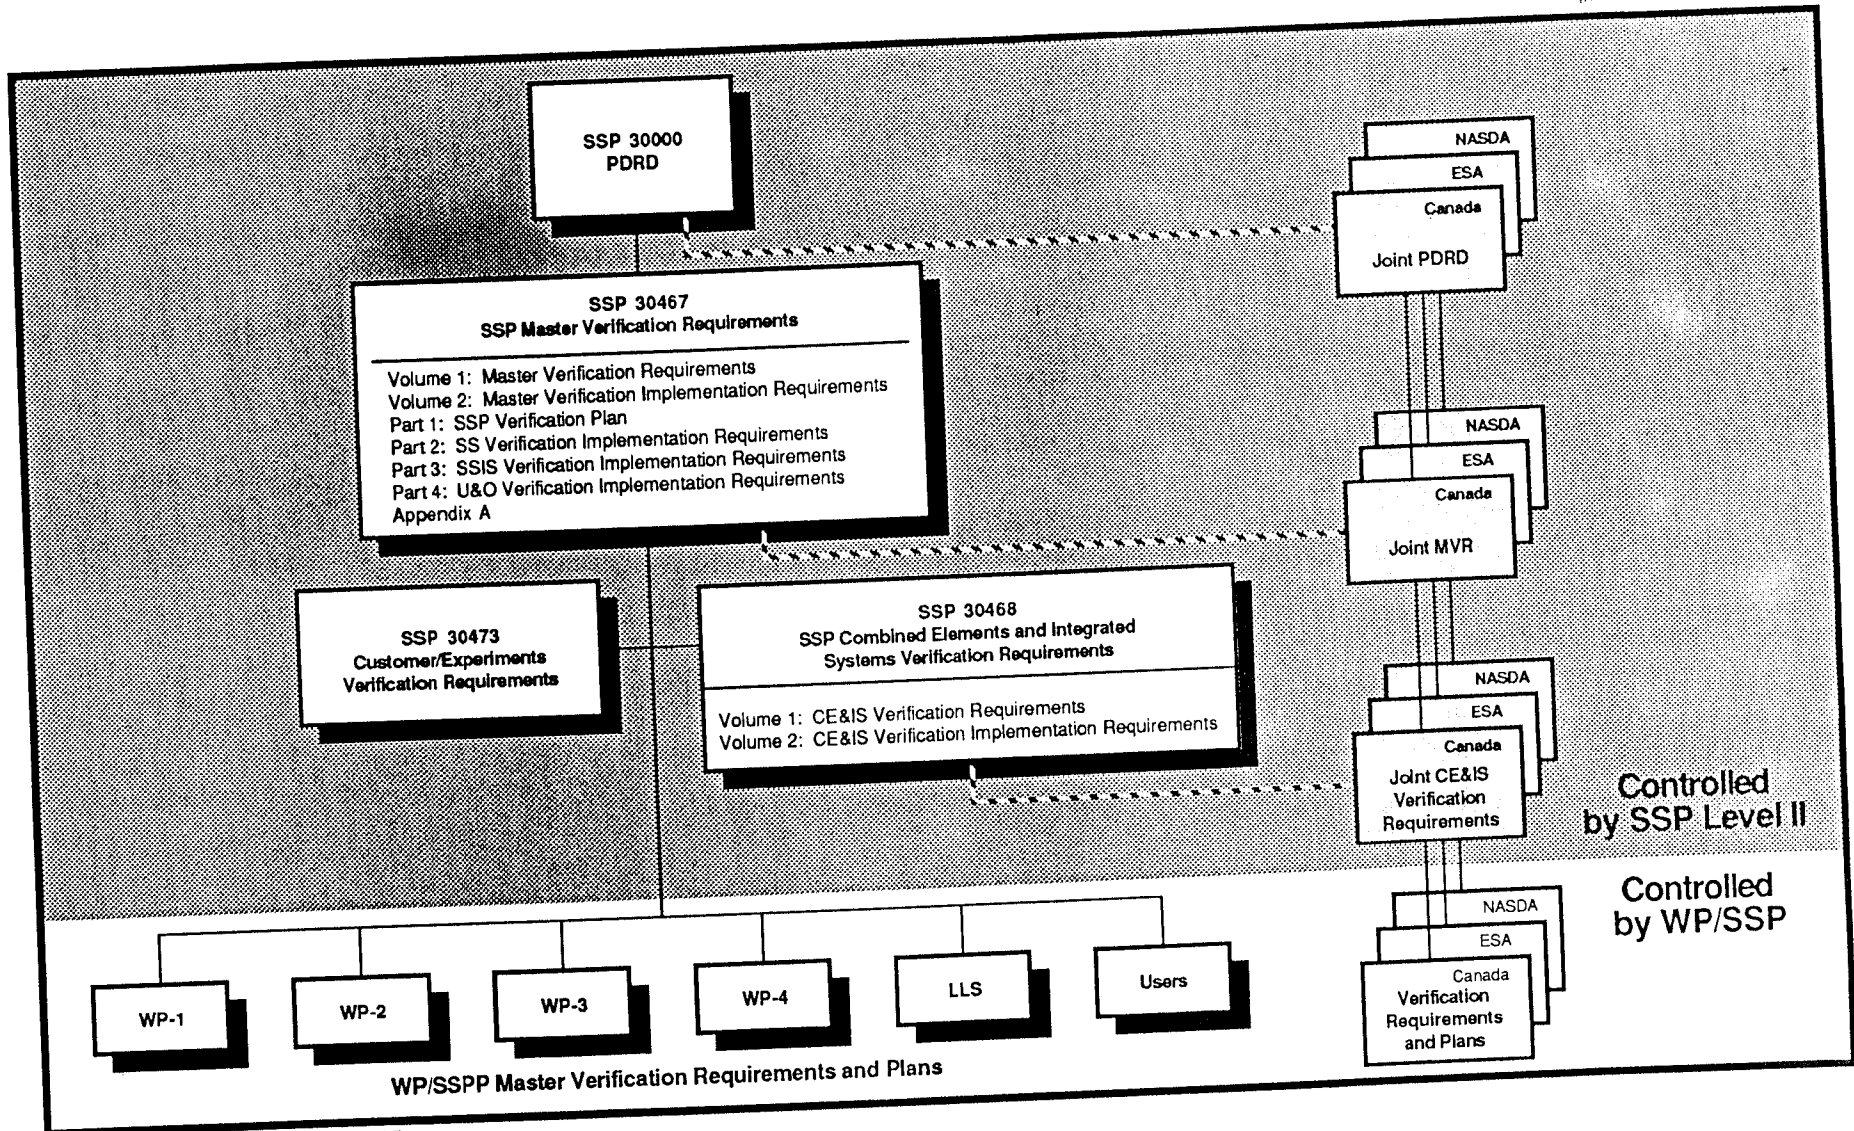 SSP 30000
PDRD
NASDA
ESA
Canada
Joint PDRD
SSP 30467
SSP Master Verification Requirements
Volume 1: Master Verification Requirements
Volume 2: Master Verification Implementation Requirements
Part 1: SSP Verification Plan
Part 2: SS Verification Implementation Requirements
Part 3: SSIS Verification Implementation Requirements
Part 4: U&O Verification Implementation Requirements
Appendix A
NASDA
ESA
Canada
Joint MVR
SSP 30473
Customer/Experiments
Verification Requirements
SSP 30468
SSP Combined Elements and Integrated
Systems Verification Requirements
Volume 1: CE&IS Verification Requirements
Volume 2: CE&IS Verification Implementation Requirements
NASDA
ESA
Canada
Joint CE&IS
Verification
Requirements
Controlled
by SSP Level II
Controlled
by WP/SSP
NASDA
ESA
Canada
Verification
Requirements
and Plans
WP-1
WP-2
WP-3
WP-4
LLS
Users
WP/SSPP Master Verification Requirements and Plans